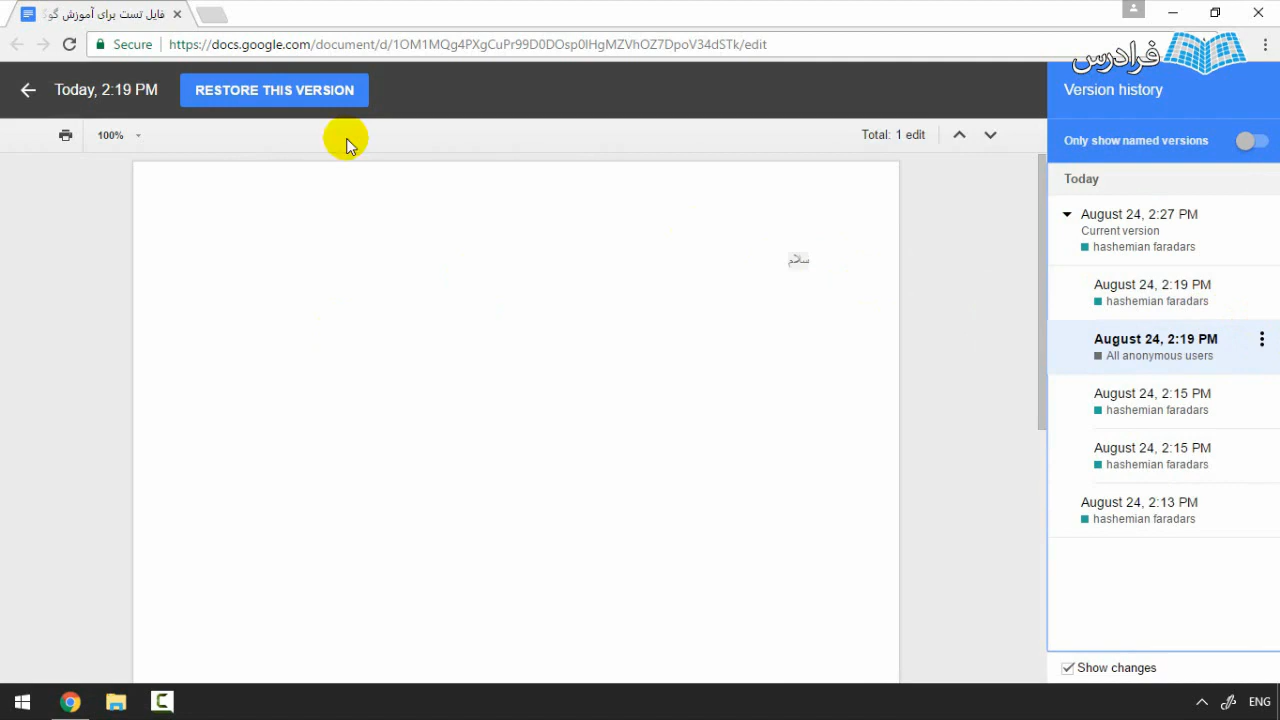 فایل تست برای آموزش گوگ
Secure
https://docs.google.com/document/d/1OM1MQg4PXgCuPr99D0DOsp0IHgMZVhOZ7DpoV34dSTk/edit
فرادرس
Today, 2:19 PM
RESTORE THIS VERSION
Version history
100%
Total: 1 edit
Only show named versions
Today
August 24, 2:27 PM
Current version
hashemian faradars
سلام
August 24, 2:19 PM
hashemian faradars
August 24, 2:19 PM
All anonymous users
August 24, 2:15 PM
hashemian faradars
August 24, 2:15 PM
hashemian faradars
August 24, 2:13 PM
hashemian faradars
Show changes
ENG